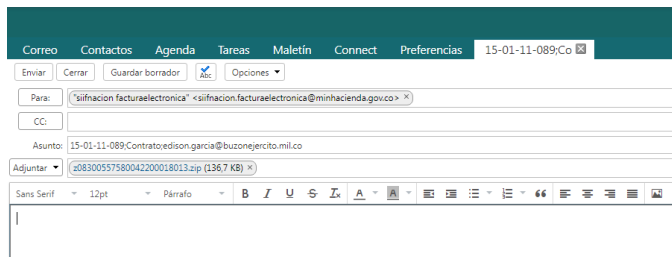 Correo Contactos Agenda Tareas Maletín Connect Preferencias 15-01-11-089;Co
Enviar Cerrar Guardar borrador Abc Opciones
Para: "siifnacion facturaelectronica" <siifnacion.facturaelectronica@minhacienda.gov.co> ×
CC:
Asunto: 15-01-11-089;Contrato;edison.garcia@buzonejercito.mil.co
Adjuntar z08300557580042200018013.zip (136,7 KB) ×
Sans Serif 12pt Párrafo B I U S Tx A A